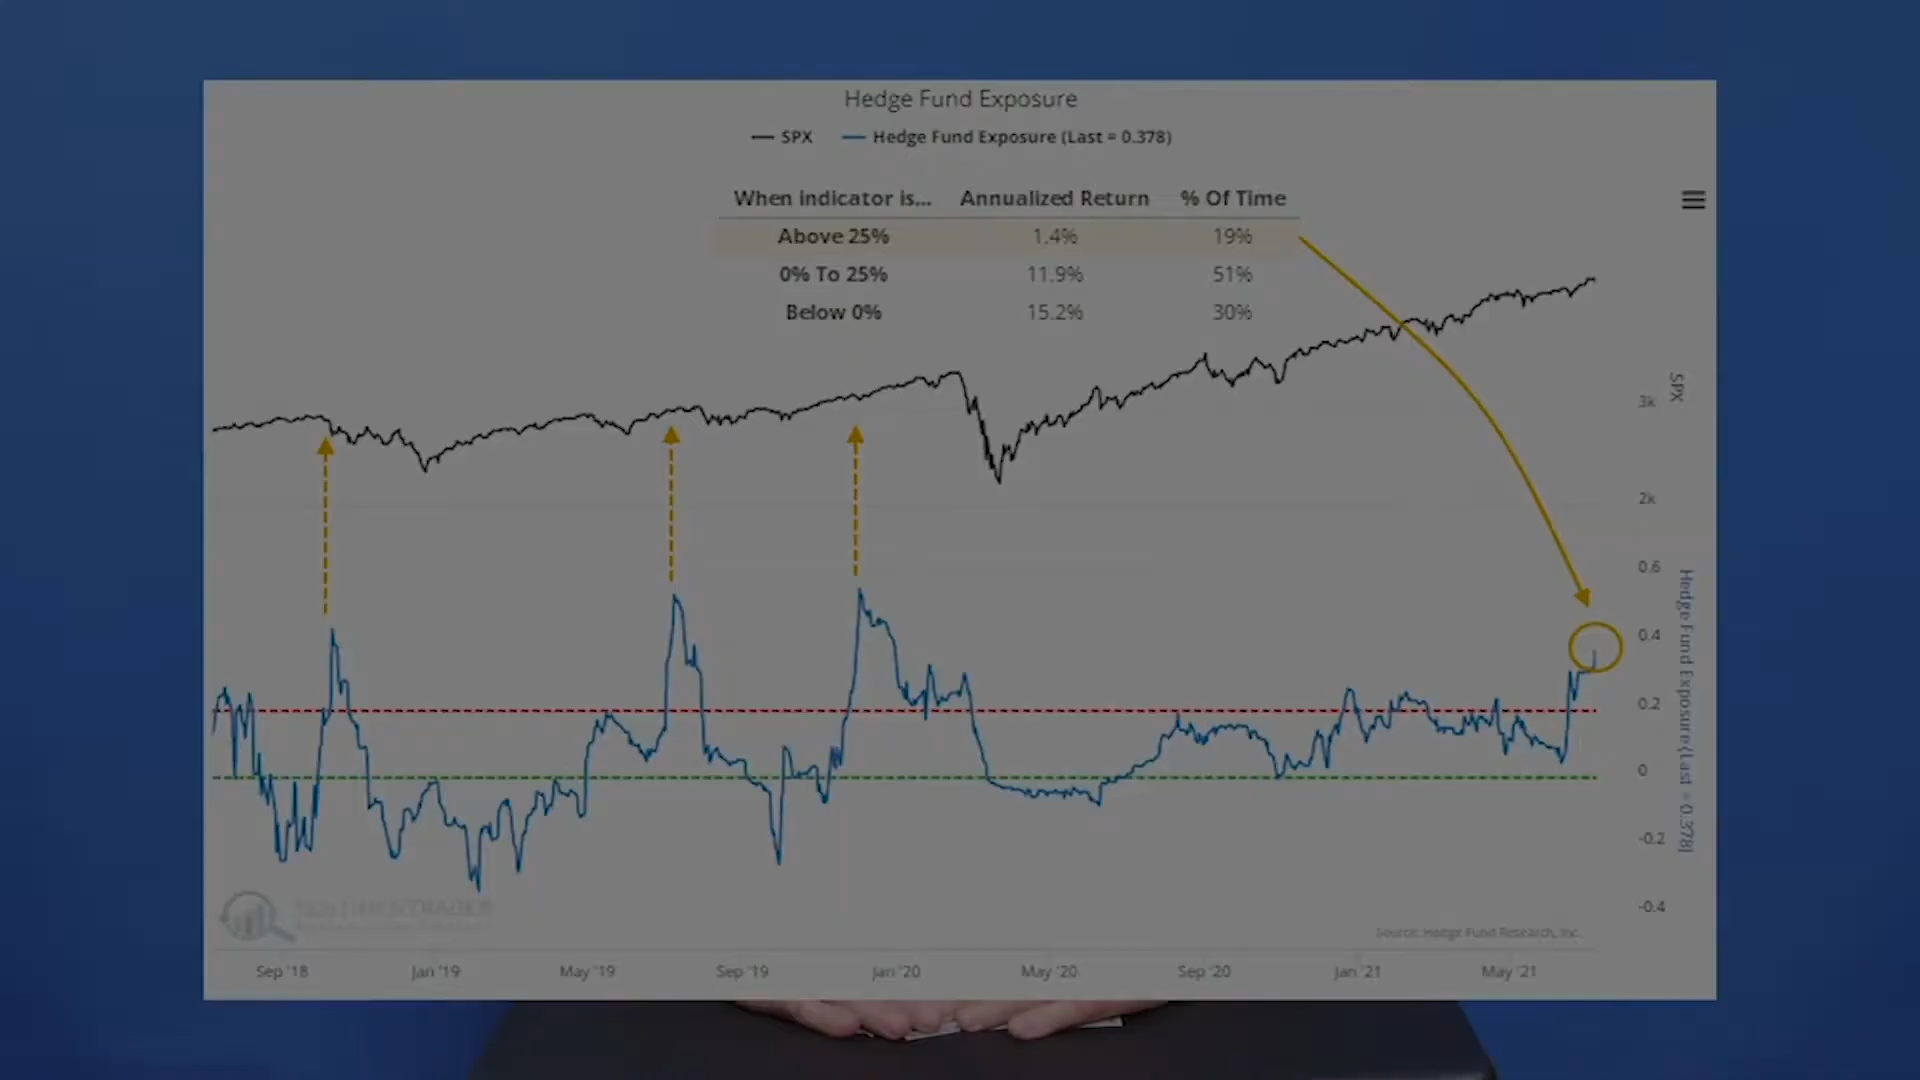 Hedge Fund Exposure
SPX Hedge Fund Exposure (Last = 0.378)
When indicator is... Annualized Return % Of Time
Above 25% 1.4% 19%
0% To 25% 11.9% 51%
Below 0% 15.2% 30%
SPX
3k
2k
0.6
0.4
0.2
0
-0.2
-0.4
Hedge Fund Exposure (Last = 0.378)
SENTIMENTRADER
Source: Hedge Fund Research, Inc.
Sep '18 Jan '19 May '19 Sep '19 Jan '20 May '20 Sep '20 Jan '21 May '21